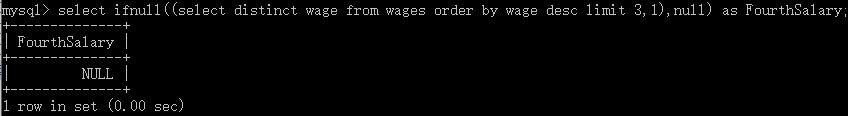 mysql> select ifnull((select distinct wage from wages order by wage desc limit 3,1),null) as FourthSalary;
+--------------+
| FourthSalary |
+--------------+
|         NULL |
+--------------+
1 row in set (0.00 sec)